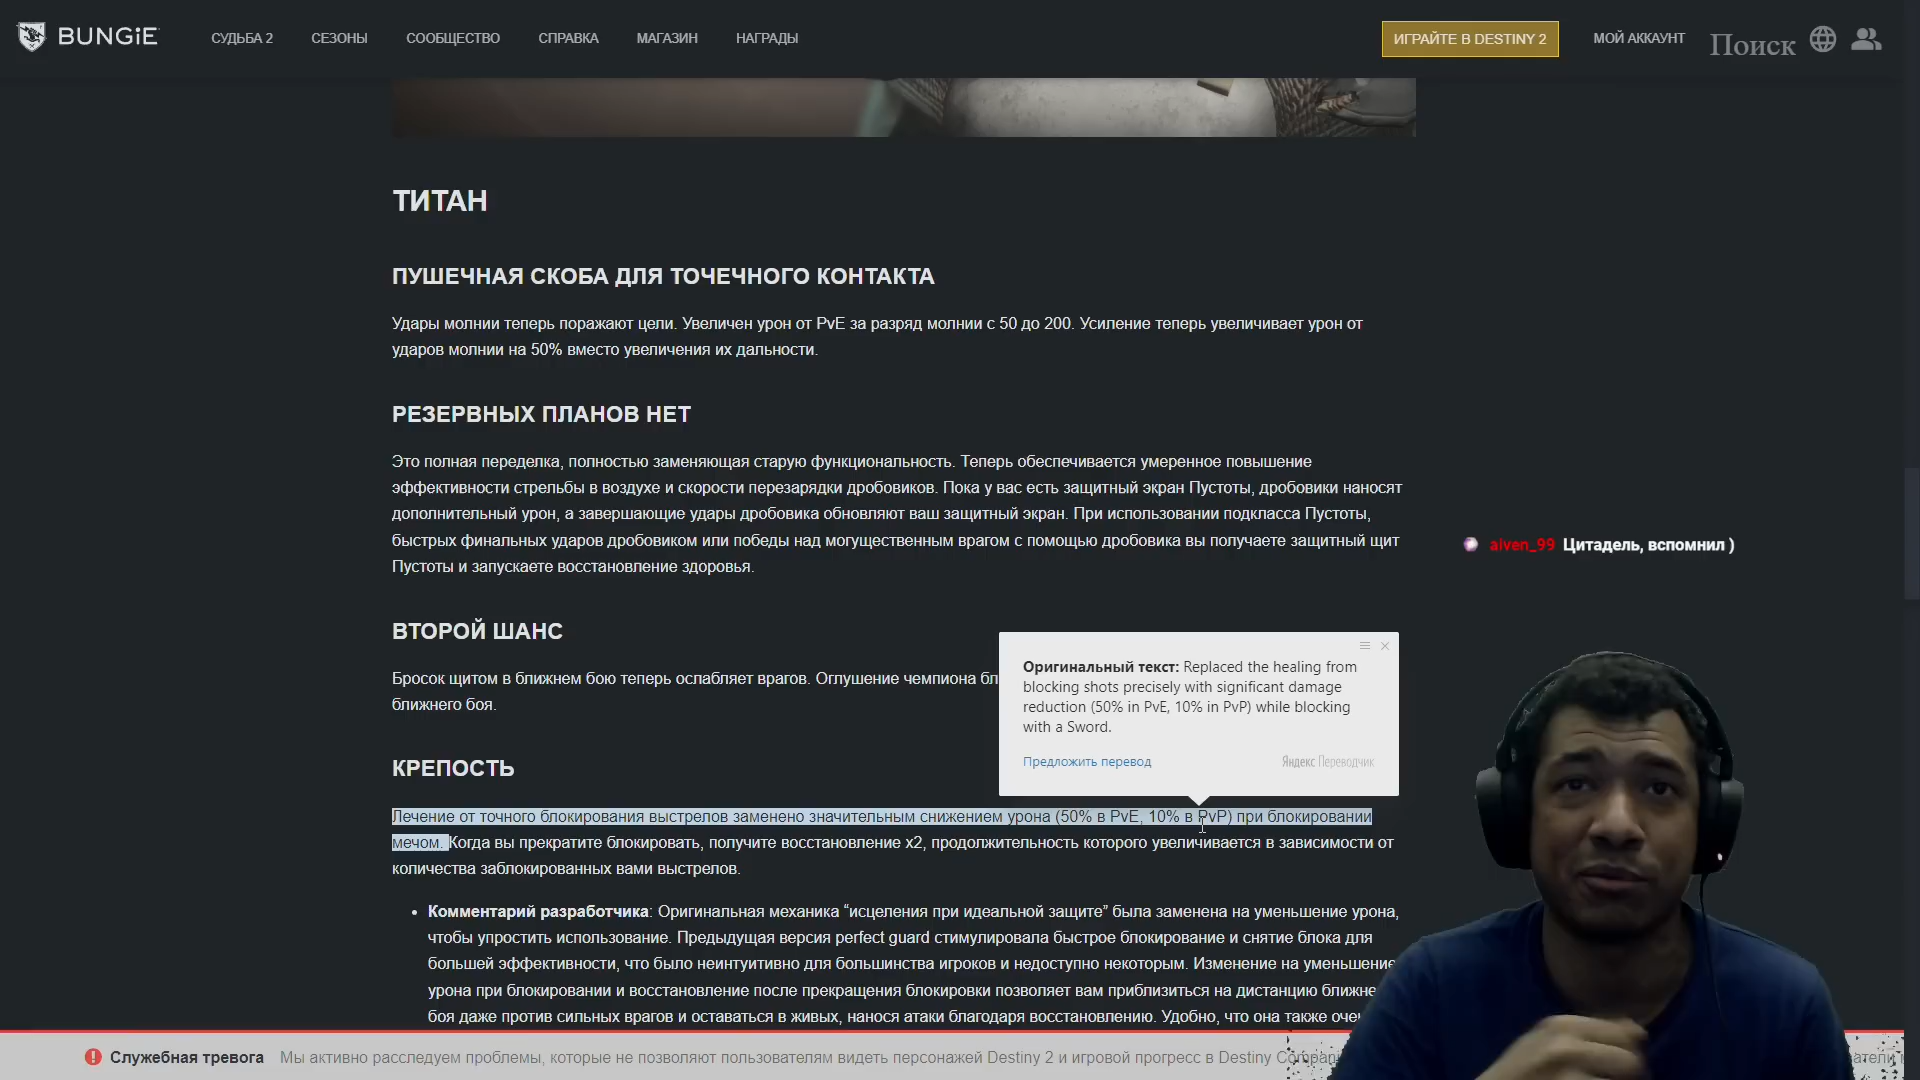 BUNGiE
СУДЬБА 2 СЕЗОНЫ СООБЩЕСТВО СПРАВКА МАГАЗИН НАГРАДЫ
ИГРАЙТЕ В DESTINY 2 МОЙ АККАУНТ Поиск
ТИТАН
ПУШЕЧНАЯ СКОБА ДЛЯ ТОЧЕЧНОГО КОНТАКТА
Удары молнии теперь поражают цели. Увеличен урон от PvE за разряд молнии с 50 до 200. Усиление теперь увеличивает урон от
ударов молнии на 50% вместо увеличения их дальности.
РЕЗЕРВНЫХ ПЛАНОВ НЕТ
Это полная переделка, полностью заменяющая старую функциональность. Теперь обеспечивается умеренное повышение
эффективности стрельбы в воздухе и скорости перезарядки дробовиков. Пока у вас есть защитный экран Пустоты, дробовики наносят
дополнительный урон, а завершающие удары дробовика обновляют ваш защитный экран. При использовании подкласса Пустоты,
быстрых финальных ударов дробовиком или победы над могущественным врагом с помощью дробовика вы получаете защитный щит
Пустоты и запускаете восстановление здоровья.
aiven_99 Цитадель, вспомнил )
ВТОРОЙ ШАНС
Бросок щитом в ближнем бою теперь ослабляет врагов. Оглушение чемпиона бл
ближнего боя.
Оригинальный текст: Replaced the healing from
blocking shots precisely with significant damage
reduction (50% in PvE, 10% in PvP) while blocking
with a Sword.
Предложить перевод Яндекс Переводчик
КРЕПОСТЬ
Лечение от точного блокирования выстрелов заменено значительным снижением урона (50% в PvE, 10% в PvP) при блокировании
мечом. Когда вы прекратите блокировать, получите восстановление x2, продолжительность которого увеличивается в зависимости от
количества заблокированных вами выстрелов.
• Комментарий разработчика: Оригинальная механика “исцеления при идеальной защите” была заменена на уменьшение урона,
чтобы упростить использование. Предыдущая версия perfect guard стимулировала быстрое блокирование и снятие блока для
большей эффективности, что было неинтуитивно для большинства игроков и недоступно некоторым. Изменение на уменьшение
урона при блокировании и восстановление после прекращения блокировки позволяет вам приблизиться на дистанцию ближне
боя даже против сильных врагов и оставаться в живых, нанося атаки благодаря восстановлению. Удобно, что она также оче
Служебная тревога Мы активно расследуем проблемы, которые не позволяют пользователям видеть персонажей Destiny 2 и игровой прогресс в Destiny Compan